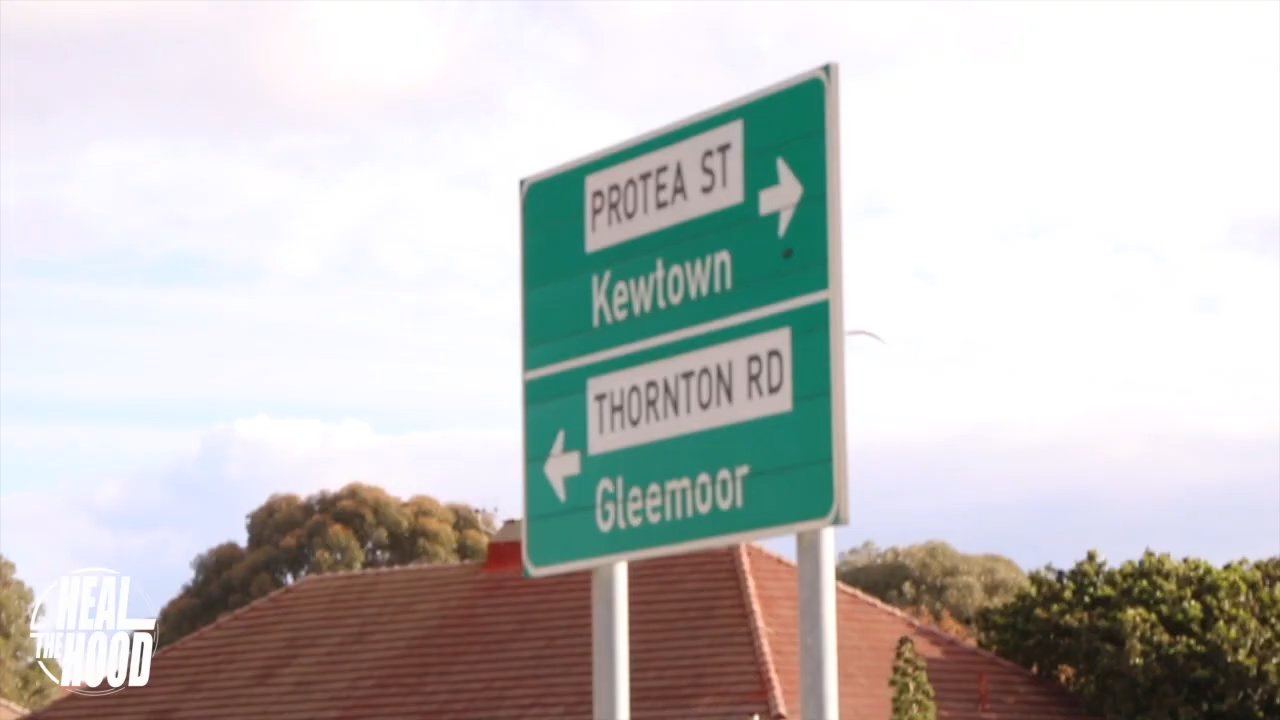 PROTEA ST
Kewtown
THORNTON RD
Gleemoor
HEAL
THE HOOD